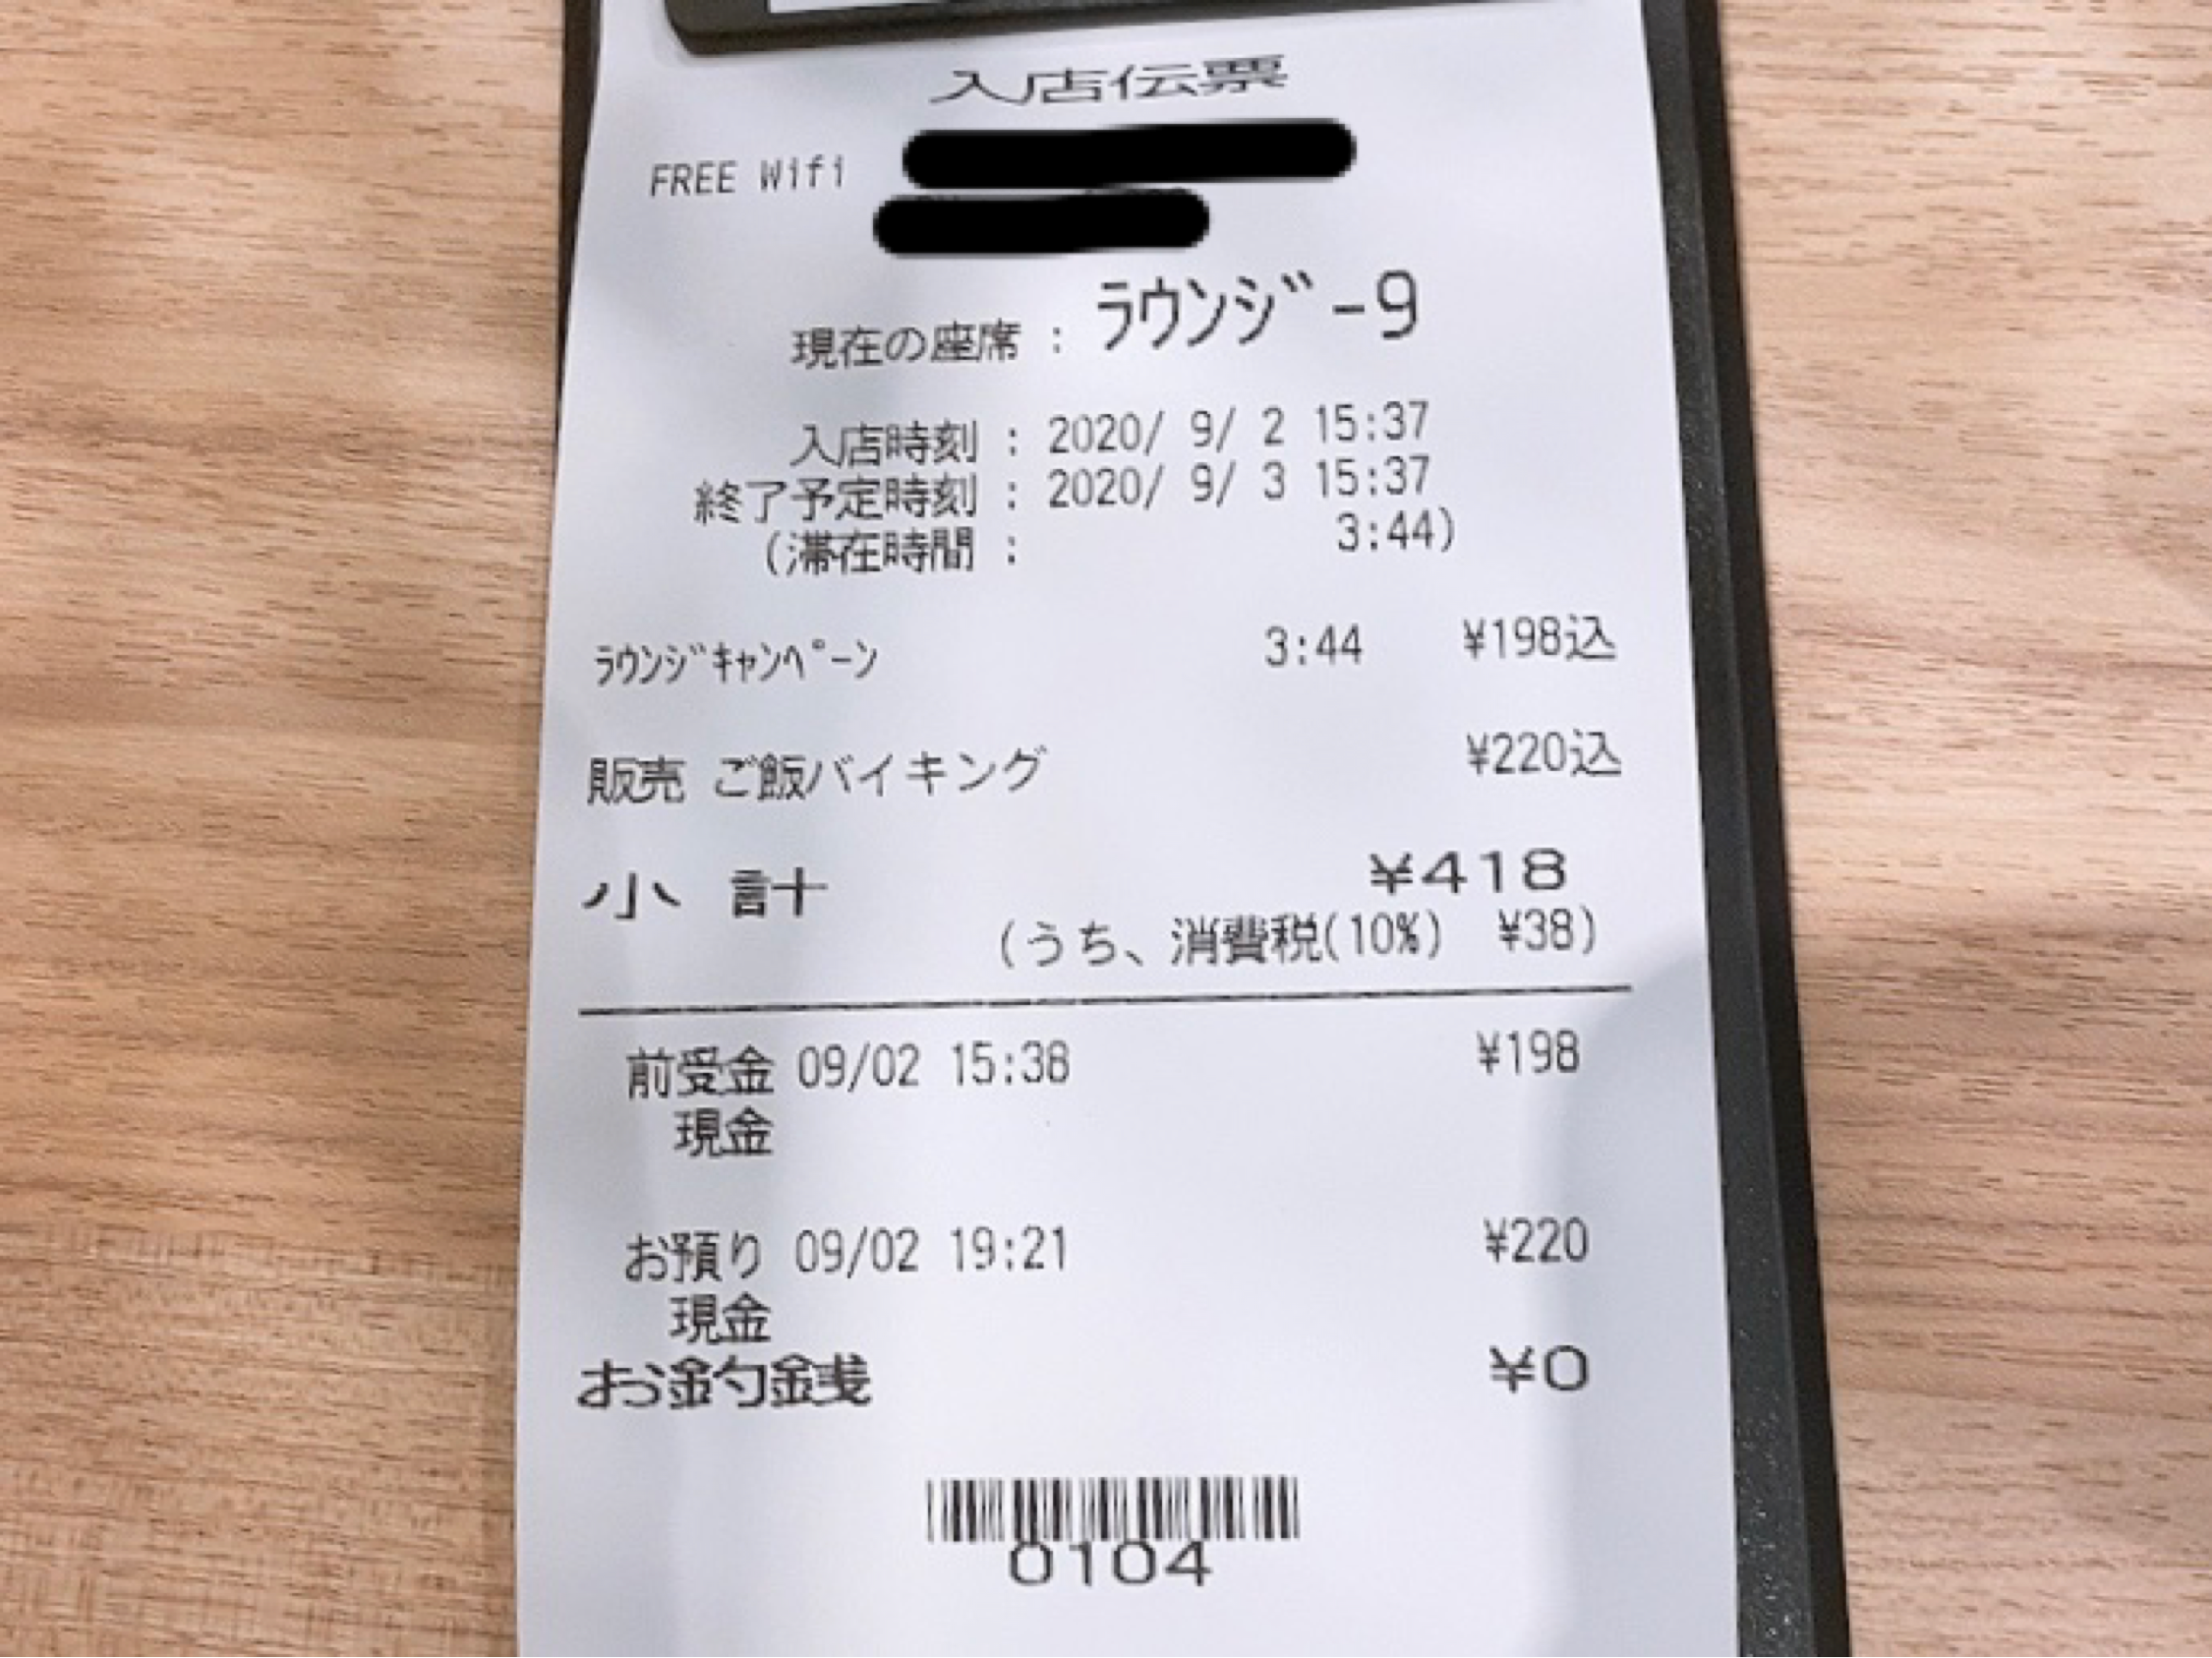 入店伝票
FREE Wifi
現在の座席 : ﾗｳﾝｼﾞ-9
入店時刻 : 2020/ 9/ 2 15:37
終了予定時刻 : 2020/ 9/ 3 15:37
(滞在時間 : 3:44)
ﾗｳﾝｼﾞｷｬﾝﾍﾟｰﾝ 3:44 ¥198込
販売 ご飯バイキング ¥220込
小 計 ¥418
(うち、消費税(10%) ¥38)
前受金 09/02 15:38 ¥198
現金
お預り 09/02 19:21 ¥220
現金
お釣銭 ¥0
0104